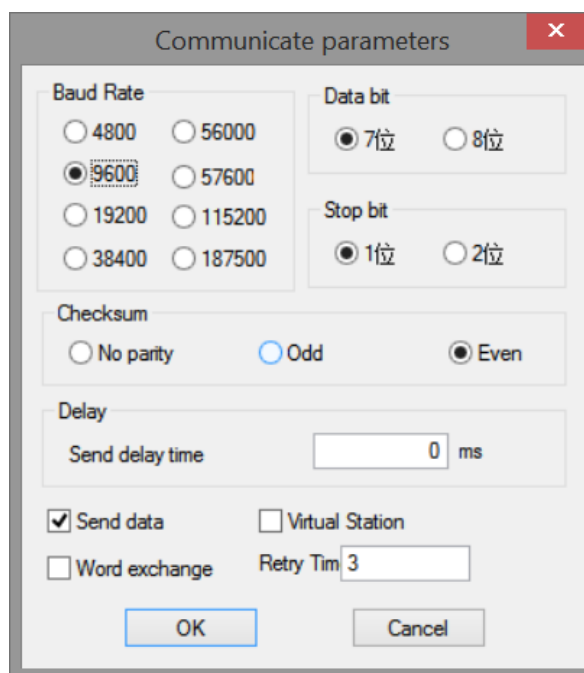 Communicate parameters
Baud Rate
4800 56000
9600 57600
19200 115200
38400 187500
Data bit
7位 8位
Stop bit
1位 2位
Checksum
No parity Odd Even
Delay
Send delay time 0 ms
Send data Virtual Station
Word exchange Retry Tim 3
OK Cancel